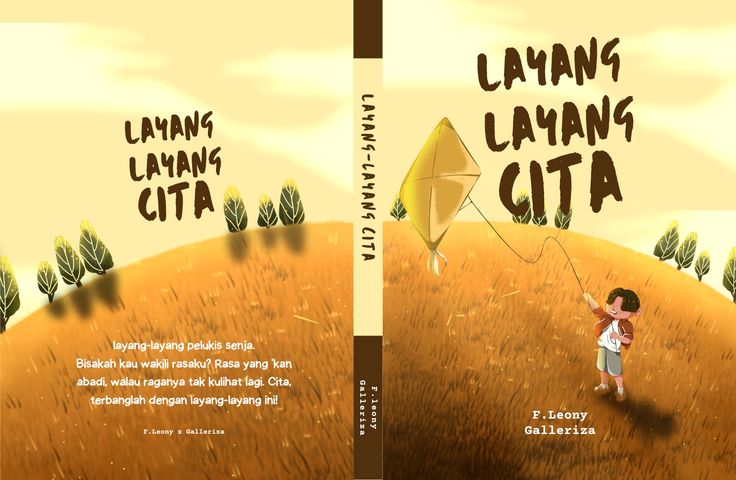 LAYANG
LAYANG
CITA
layang-layang pelukis senja.
Bisakah kau wakili rasaku? Rasa yang 'kan
abadi, walau raganya tak kulihat lagi. Cita,
terbanglah dengan layang-layang ini!
F.Leony x Galleriza
LAYANG-LAYANG CITA
F.leony
Galleriza
LAYANG
LAYANG
CITA
F.Leony
Galleriza